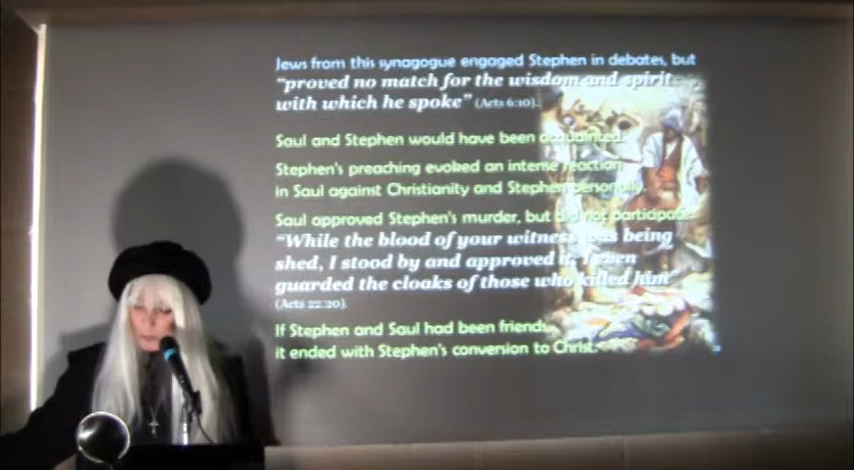 Jews from this synagogue engaged Stephen in debates, but
“proved no match for the wisdom and spirit
with which he spoke” (Acts 6:10).
Saul and Stephen would have been acquainted.
Stephen's preaching evoked an intense reaction
in Saul against Christianity and Stephen personally.
Saul approved Stephen's murder, but did not participate.
“While the blood of your witness was being
shed, I stood by and approved it. I even
guarded the cloaks of those who killed him”
(Acts 22:20).
If Stephen and Saul had been friends,
it ended with Stephen's conversion to Christ.